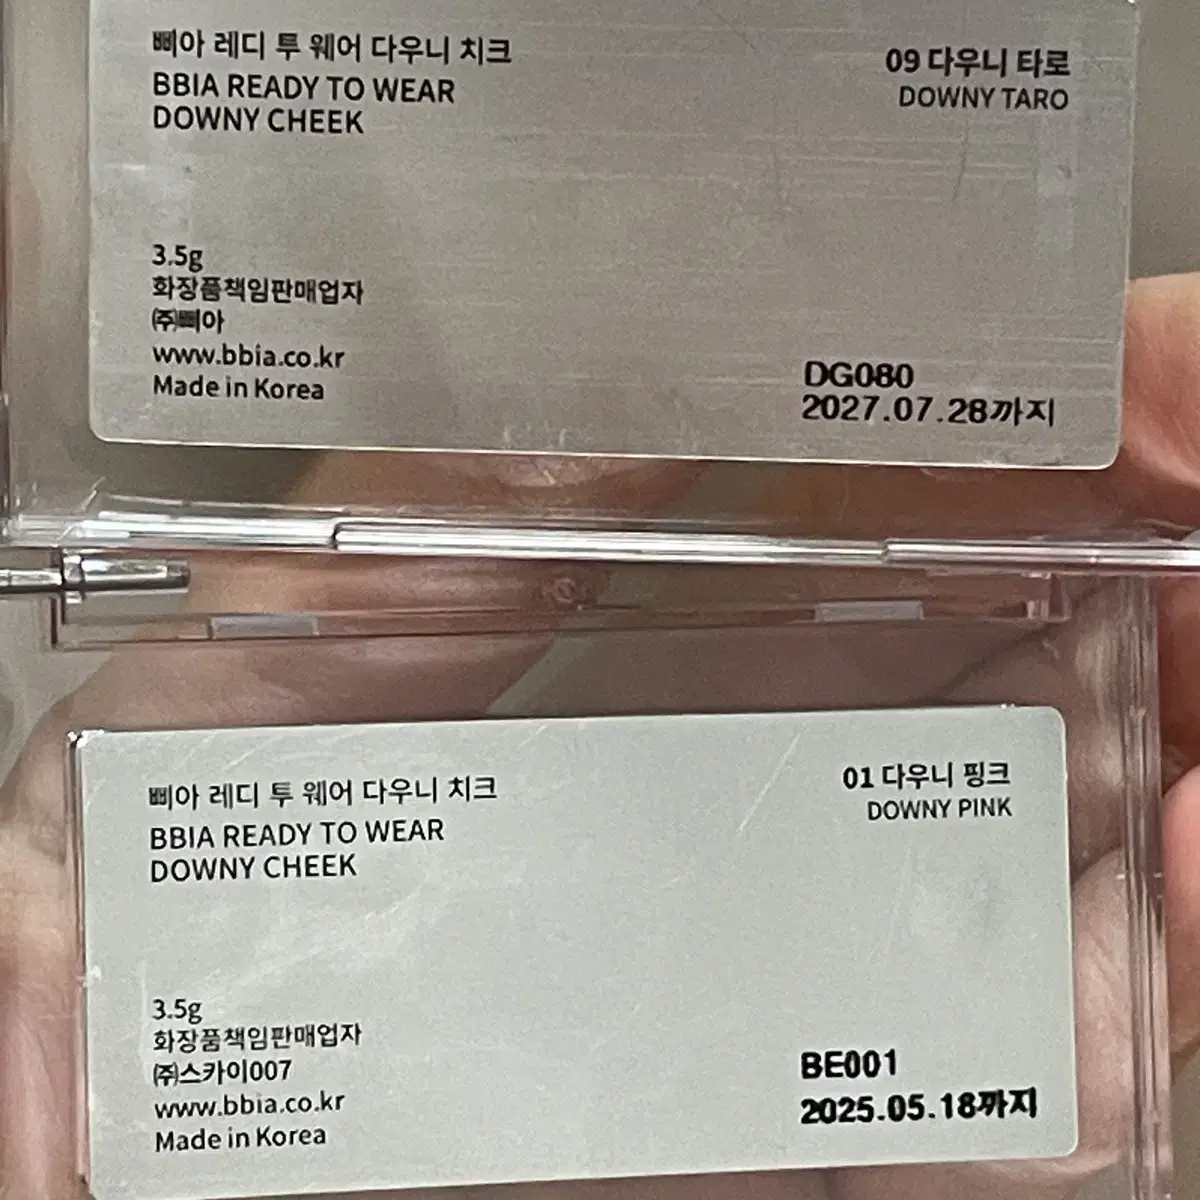 삐아 레디 투 웨어 다우니 치크
BBIA READY TO WEAR
DOWNY CHEEK
09 다우니 타로
DOWNY TARO
3.5g
화장품책임판매업자
㈜삐아
www.bbia.co.kr
Made in Korea
DG080
2027.07.28까지
삐아 레디 투 웨어 다우니 치크
BBIA READY TO WEAR
DOWNY CHEEK
01 다우니 핑크
DOWNY PINK
3.5g
화장품책임판매업자
㈜스카이007
www.bbia.co.kr
Made in Korea
BE001
2025.05.18까지